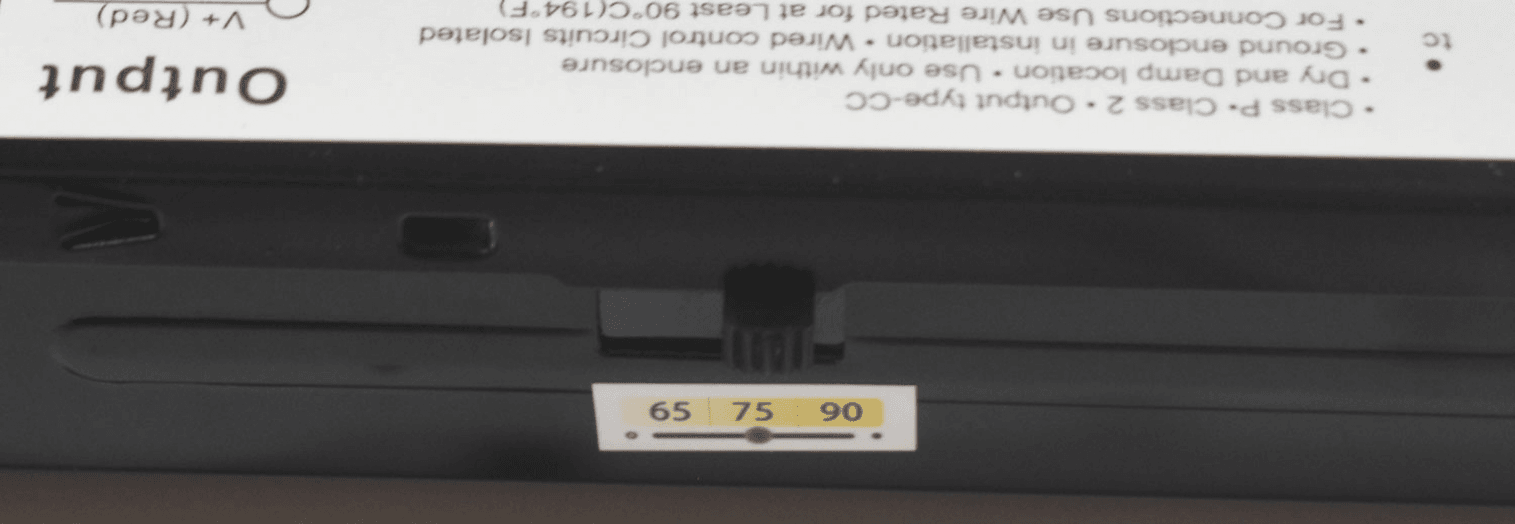 • Class P• Class 2 • Output type-CC
• Dry and Damp location • Use only within an enclosure
• Ground enclosure in installation • Wired control Circuits Isolated
• For Connections Use Wire Rated for at Least 90°C(194°F)
tc
Output
V+ (Red)
65 75 90